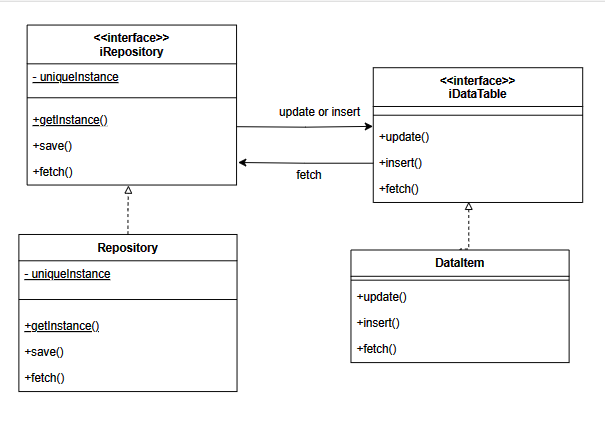 <<interface>>
iRepository
- uniqueInstance
+getInstance()
+save()
+fetch()
update or insert
fetch
<<interface>>
iDataTable
+update()
+insert()
+fetch()
Repository
- uniqueInstance
+getInstance()
+save()
+fetch()
DataItem
+update()
+insert()
+fetch()